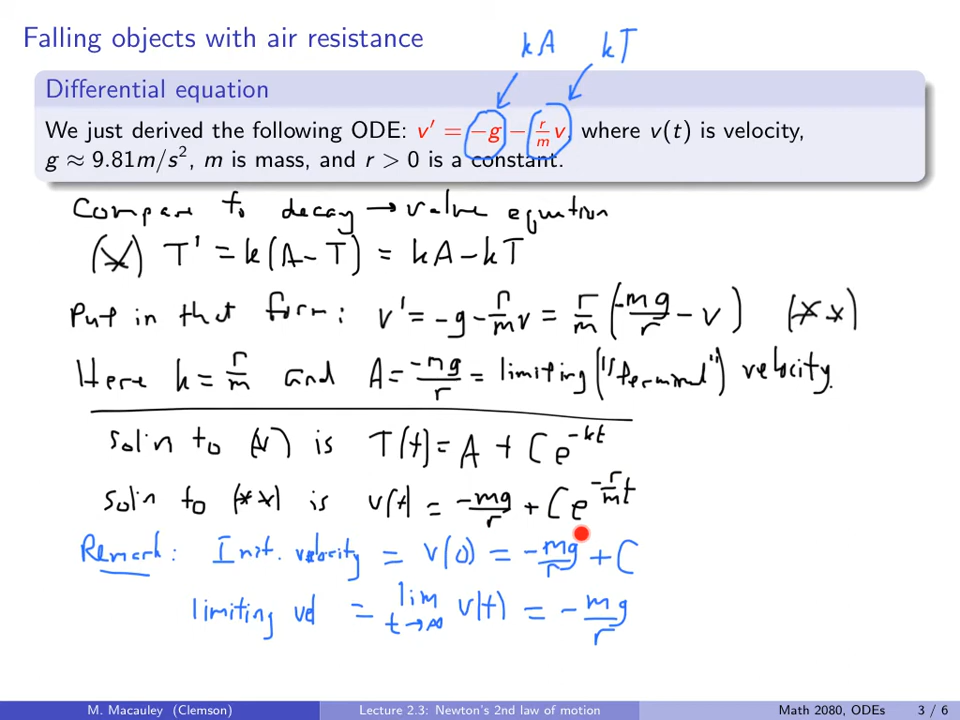 Falling objects with air resistance
kA kT
Differential equation
We just derived the following ODE: v′ = −g − r/m v, where v(t) is velocity,
g ≈ 9.81m/s², m is mass, and r > 0 is a constant.
Compare to decay → value equation
(*) T' = k(A−T) = kA−kT
Put in that form: v' = −g − r/m v = r/m (−mg/r − v) (**)
Here k = r/m and A = −mg/r = limiting ("terminal") velocity.
Sol'n to (*) is T(t) = A + Ce^−kt
Sol'n to (**) is v(t) = −mg/r + Ce^−r/m t
Remark: Init. velocity = v(0) = −mg/r + C
limiting vel = lim t→∞ v(t) = −mg/r
M. Macauley (Clemson) Lecture 2.3: Newton's 2nd law of motion Math 2080, ODEs 3 / 6